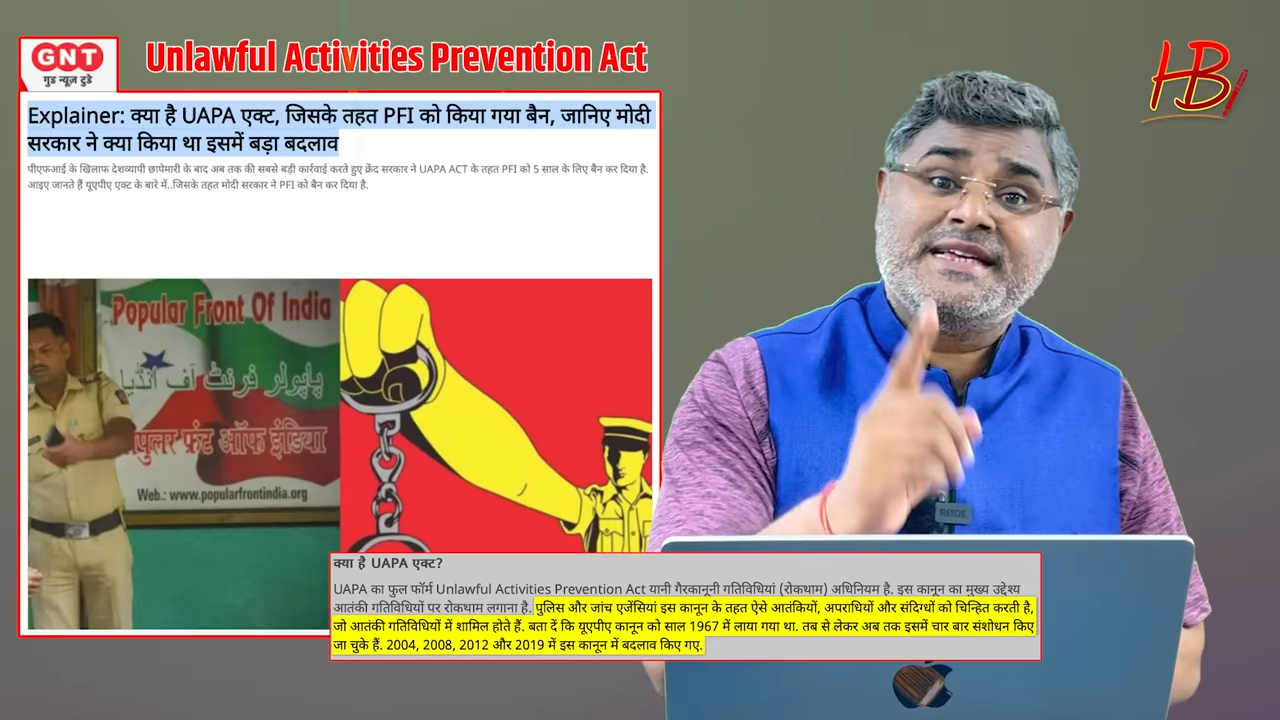 GNT
गुड न्यूज़ टुडे
Unlawful Activities Prevention Act
HB
Explainer: क्या है UAPA एक्ट, जिसके तहत PFI को किया गया बैन, जानिए मोदी
सरकार ने क्या किया था इसमें बड़ा बदलाव
पीएफआई के खिलाफ देशव्यापी छापेमारी के बाद अब तक की सबसे बड़ी कार्रवाई करते हुए केंद्र सरकार ने UAPA ACT के तहत PFI को 5 साल के लिए बैन कर दिया है.
आइए जानते हैं यूएपीए एक्ट के बारे में..जिसके तहत मोदी सरकार ने PFI को बैन कर दिया है.
Popular Front Of India
پاپولر فرنٹ آف انڈیا
पुलर फ्रंट ऑफ इंडिया
Web.: www.popularfrontindia.org
RØDE
क्या है UAPA एक्ट?
UAPA का फुल फॉर्म Unlawful Activities Prevention Act यानी गैरकानूनी गतिविधियां (रोकथाम) अधिनियम है. इस कानून का मुख्य उद्देश्य
आतंकी गतिविधियों पर रोकथाम लगाना है. पुलिस और जांच एजेंसियां इस कानून के तहत ऐसे आतंकियों, अपराधियों और संदिग्धों को चिन्हित करती है,
जो आतंकी गतिविधियों में शामिल होते हैं. बता दें कि यूएपीए कानून को साल 1967 में लाया गया था. तब से लेकर अब तक इसमें चार बार संशोधन किए
जा चुके हैं. 2004, 2008, 2012 और 2019 में इस कानून में बदलाव किए गए.